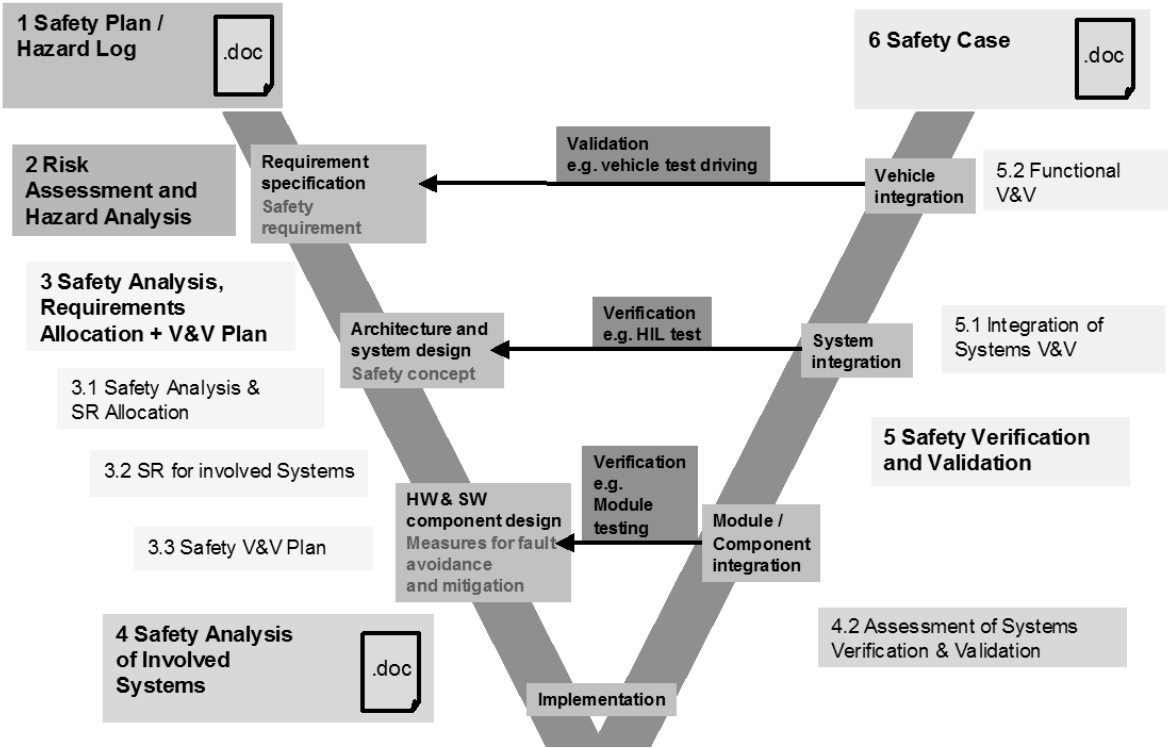 1 Safety Plan /
Hazard Log
.doc
6 Safety Case
.doc
2 Risk
Assessment and
Hazard Analysis
Requirement
specification
Safety
requirement
Validation
e.g. vehicle test driving
Vehicle
integration
5.2 Functional
V&V
3 Safety Analysis,
Requirements
Allocation + V&V Plan
Architecture and
system design
Safety concept
Verification
e.g. HIL test
System
integration
5.1 Integration of
Systems V&V
3.1 Safety Analysis &
SR Allocation
3.2 SR for involved Systems
3.3 Safety V&V Plan
HW & SW
component design
Measures for fault
avoidance
and mitigation
Verification
e.g.
Module
testing
Module /
Component
integration
5 Safety Verification
and Validation
4 Safety Analysis
of Involved
Systems
.doc
4.2 Assessment of Systems
Verification & Validation
Implementation